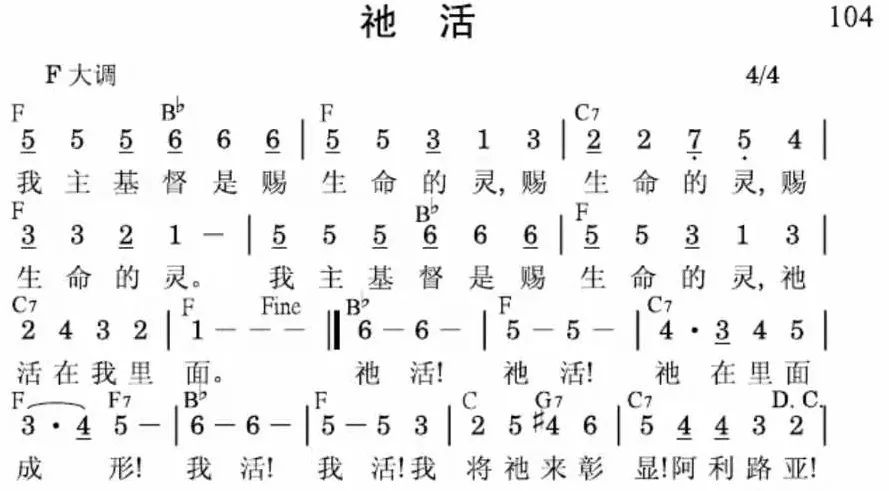 祂 活 104
F 大调 4/4
F B♭ F C7
5 5 5 6 6 6 | 5 5 3 1 3 | 2 2 7 5 4 |
我 主 基 督 是 赐 生 命 的 灵, 赐 生 命 的 灵, 赐
F B♭ F
3 3 2 1 － | 5 5 5 6 6 6 | 5 5 3 1 3 |
生 命 的 灵。 我 主 基 督 是 赐 生 命 的 灵, 祂
C7 F Fine B♭ F C7
2 4 3 2 | 1 － － － ‖ 6 － 6 － | 5 － 5 － | 4 · 3 4 5 |
活 在 我 里 面。 祂 活! 祂 活! 祂 在 里 面
F F7 B♭ F C G7 C7 D. C.
3 · 4 5 － | 6 － 6 － | 5 － 5 3 | 2 5 #4 6 | 5 4 4 3 2 |
成 形! 我 活! 我 活! 我 将 祂 来 彰 显! 阿 利 路 亚!